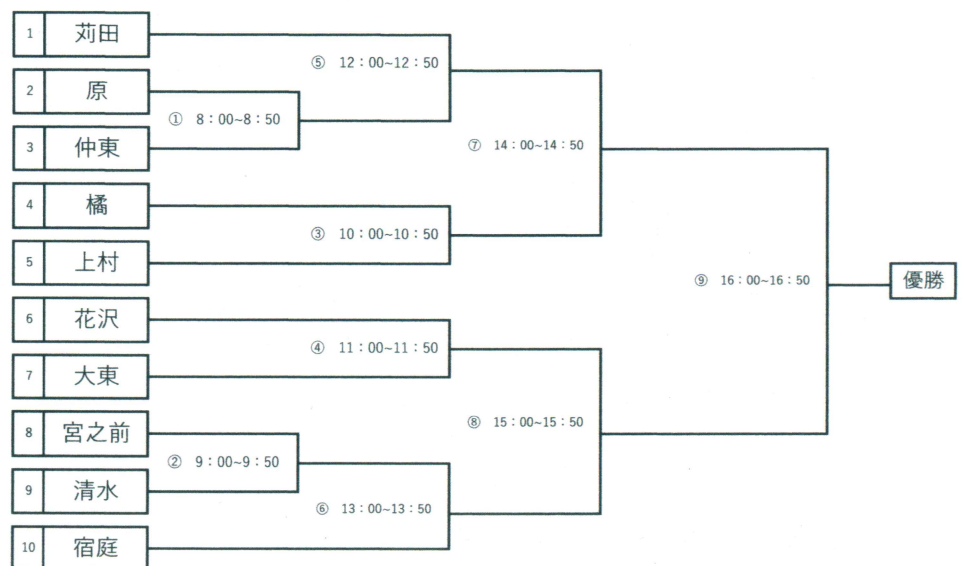 1 苅田
⑤ 12：00~12：50
2 原
① 8：00~8：50
3 仲東
⑦ 14：00~14：50
4 橘
③ 10：00~10：50
5 上村
⑨ 16：00~16：50
優勝
6 花沢
④ 11：00~11：50
7 大東
⑧ 15：00~15：50
8 宮之前
② 9：00~9：50
9 清水
⑥ 13：00~13：50
10 宿庭